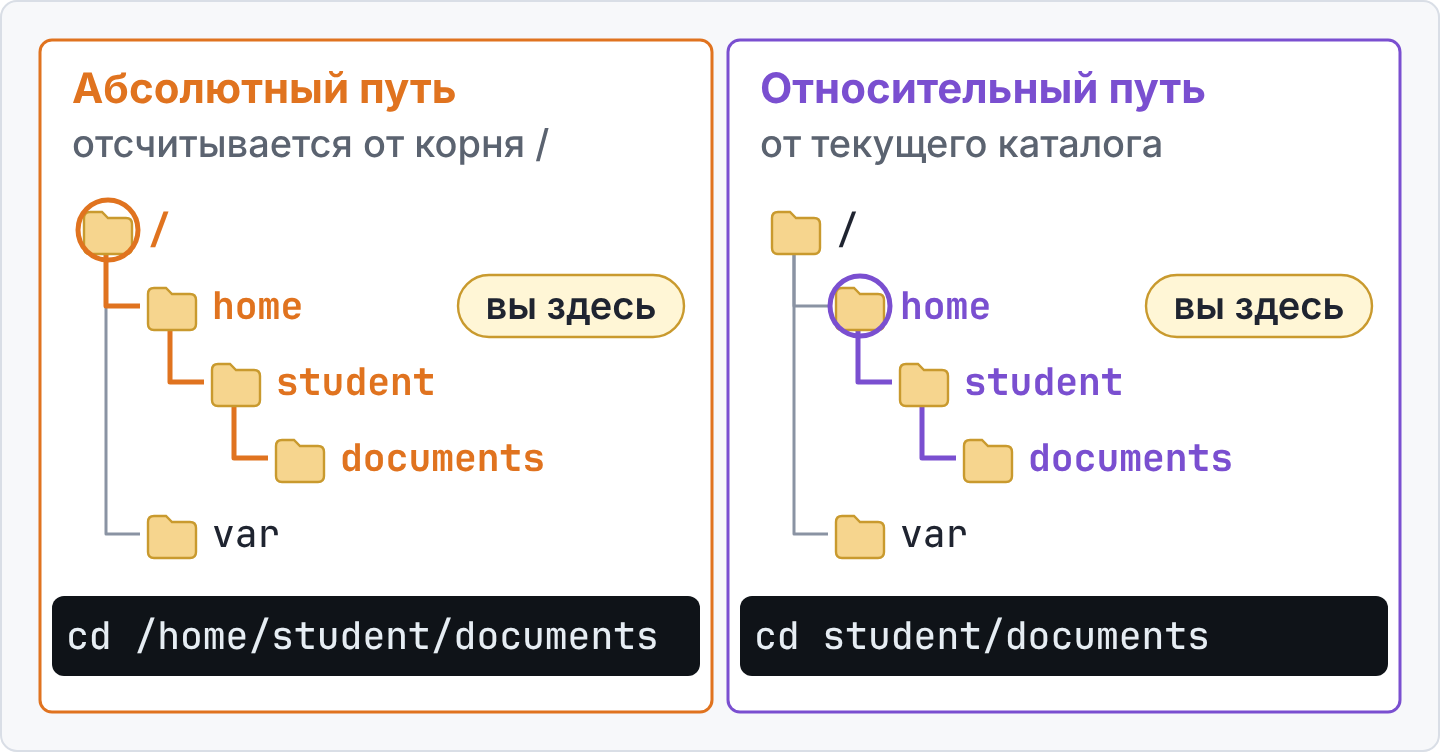 Абсолютный путь
отсчитывается от корня /
/
home
вы здесь
student
documents
var
cd /home/student/documents
Относительный путь
от текущего каталога
/
home
вы здесь
student
documents
var
cd student/documents